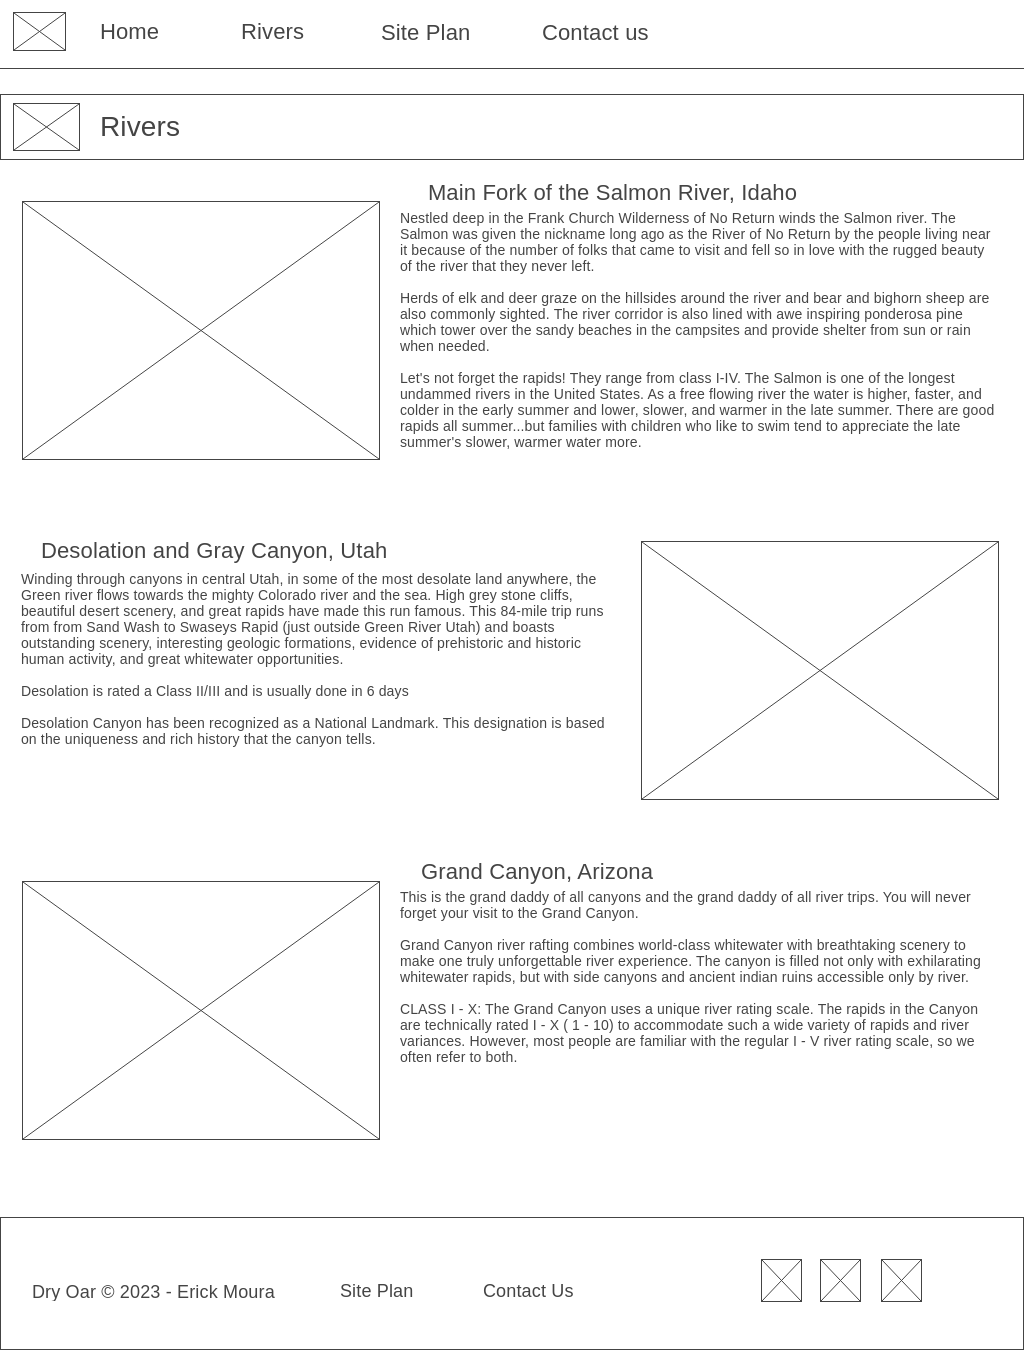 Home Rivers Site Plan Contact us
Rivers
Main Fork of the Salmon River, Idaho
Nestled deep in the Frank Church Wilderness of No Return winds the Salmon river. The
Salmon was given the nickname long ago as the River of No Return by the people living near
it because of the number of folks that came to visit and fell so in love with the rugged beauty
of the river that they never left.
Herds of elk and deer graze on the hillsides around the river and bear and bighorn sheep are
also commonly sighted. The river corridor is also lined with awe inspiring ponderosa pine
which tower over the sandy beaches in the campsites and provide shelter from sun or rain
when needed.
Let's not forget the rapids! They range from class I-IV. The Salmon is one of the longest
undammed rivers in the United States. As a free flowing river the water is higher, faster, and
colder in the early summer and lower, slower, and warmer in the late summer. There are good
rapids all summer...but families with children who like to swim tend to appreciate the late
summer's slower, warmer water more.
Desolation and Gray Canyon, Utah
Winding through canyons in central Utah, in some of the most desolate land anywhere, the
Green river flows towards the mighty Colorado river and the sea. High grey stone cliffs,
beautiful desert scenery, and great rapids have made this run famous. This 84-mile trip runs
from from Sand Wash to Swaseys Rapid (just outside Green River Utah) and boasts
outstanding scenery, interesting geologic formations, evidence of prehistoric and historic
human activity, and great whitewater opportunities.
Desolation is rated a Class II/III and is usually done in 6 days
Desolation Canyon has been recognized as a National Landmark. This designation is based
on the uniqueness and rich history that the canyon tells.
Grand Canyon, Arizona
This is the grand daddy of all canyons and the grand daddy of all river trips. You will never
forget your visit to the Grand Canyon.
Grand Canyon river rafting combines world-class whitewater with breathtaking scenery to
make one truly unforgettable river experience. The canyon is filled not only with exhilarating
whitewater rapids, but with side canyons and ancient indian ruins accessible only by river.
CLASS I - X: The Grand Canyon uses a unique river rating scale. The rapids in the Canyon
are technically rated I - X ( 1 - 10) to accommodate such a wide variety of rapids and river
variances. However, most people are familiar with the regular I - V river rating scale, so we
often refer to both.
Dry Oar © 2023 - Erick Moura Site Plan Contact Us